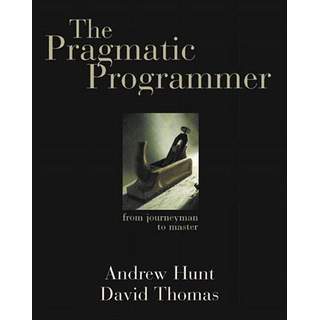 The
Pragmatic
Programmer
from journeyman
to master
Andrew Hunt
David Thomas